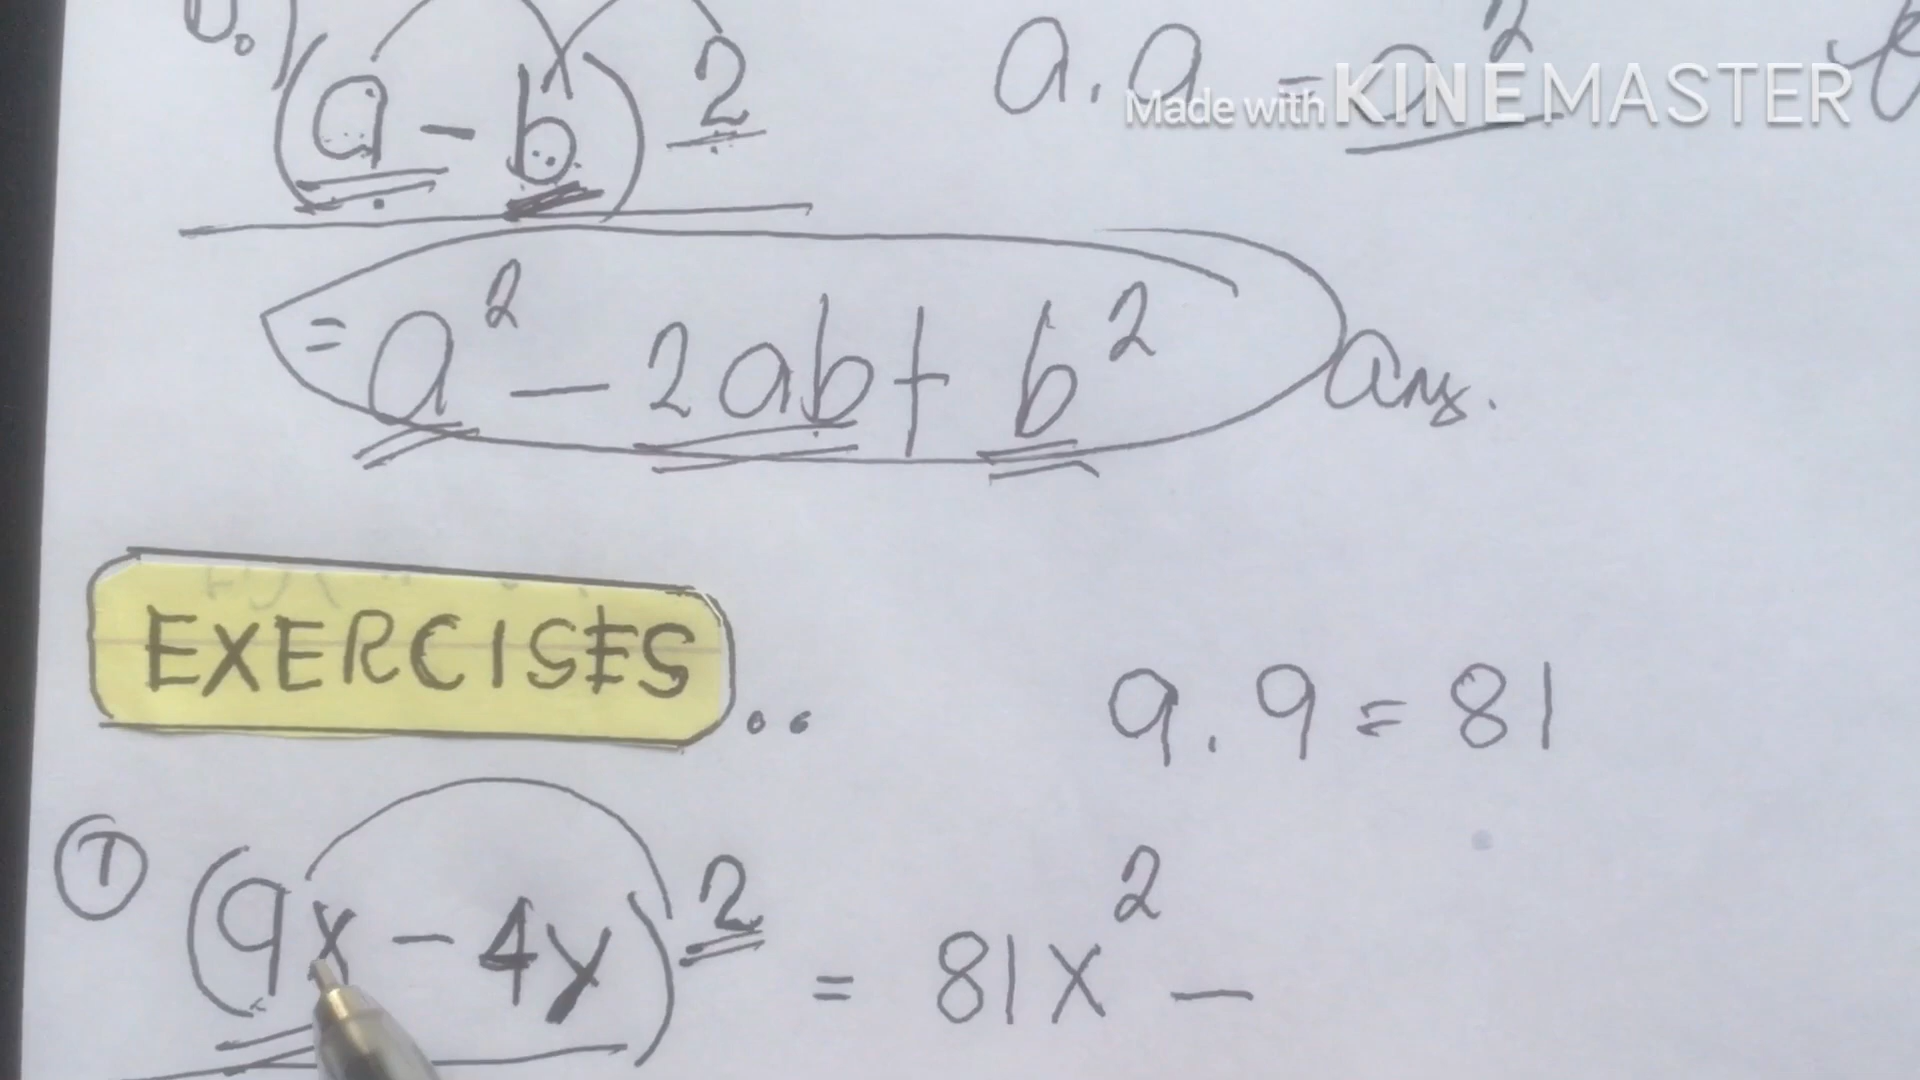 (a - b)2 a.a = a2
Made with KINEMASTER
= a2 - 2ab + b2 ans.
EXERCISES..
9.9 = 81
1 (9x - 4y)2 = 81x2 -